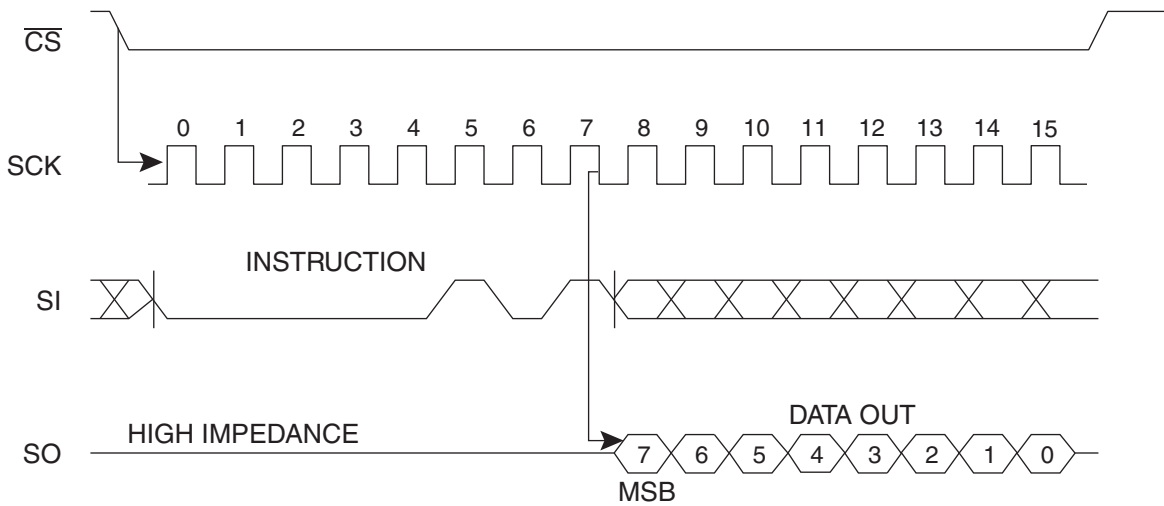 C̅S̅
0 1 2 3 4 5 6 7 8 9 10 11 12 13 14 15
SCK
INSTRUCTION
SI
HIGH IMPEDANCE
DATA OUT
SO
7 6 5 4 3 2 1 0
MSB